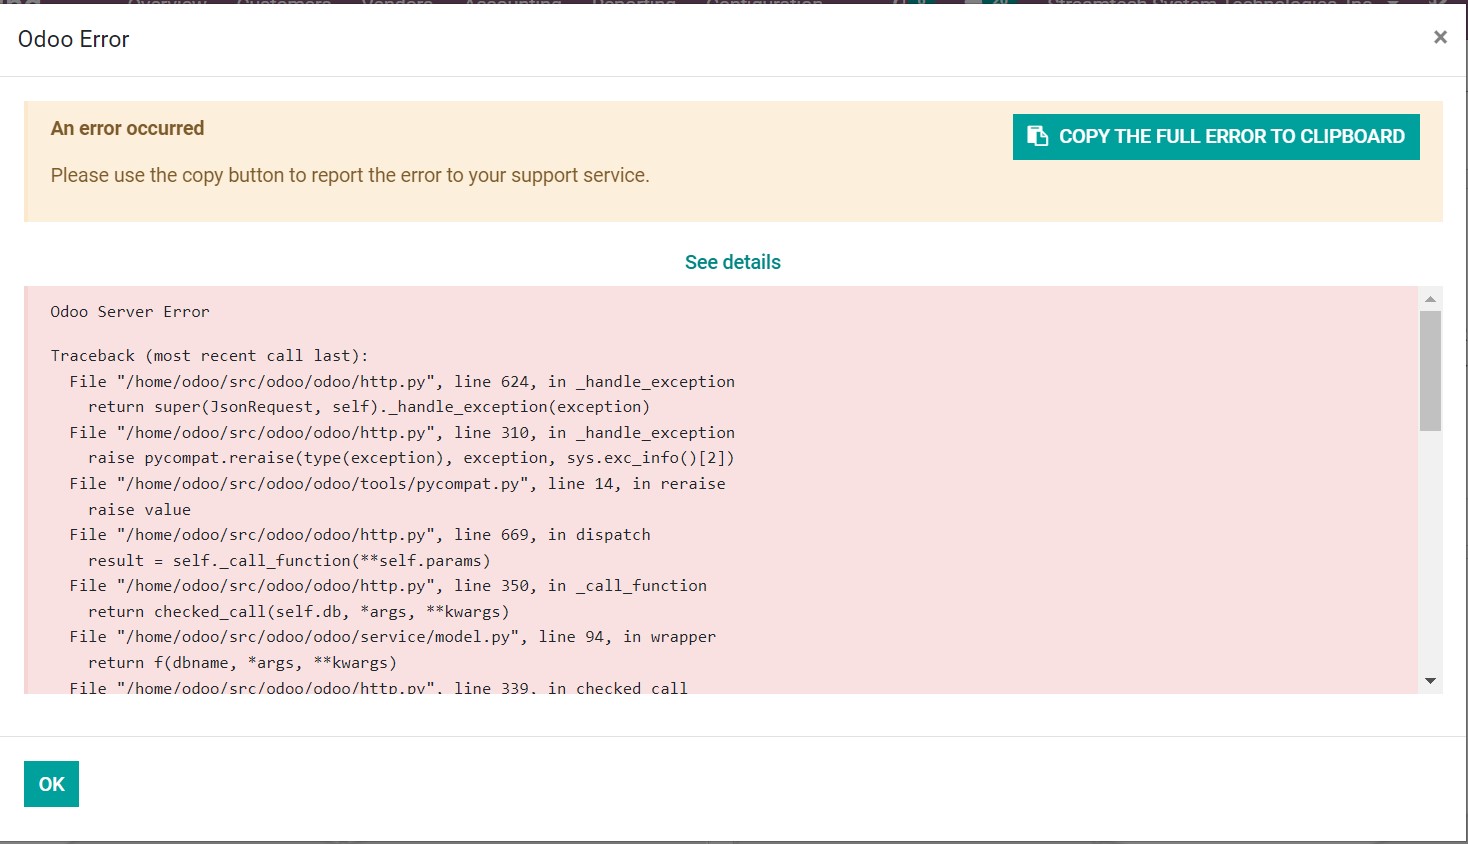 Odoo Error
×
An error occurred
COPY THE FULL ERROR TO CLIPBOARD
Please use the copy button to report the error to your support service.
See details
Odoo Server Error
Traceback (most recent call last):
File "/home/odoo/src/odoo/odoo/http.py", line 624, in _handle_exception
return super(JsonRequest, self)._handle_exception(exception)
File "/home/odoo/src/odoo/odoo/http.py", line 310, in _handle_exception
raise pycompat.reraise(type(exception), exception, sys.exc_info()[2])
File "/home/odoo/src/odoo/odoo/tools/pycompat.py", line 14, in reraise
raise value
File "/home/odoo/src/odoo/odoo/http.py", line 669, in dispatch
result = self._call_function(**self.params)
File "/home/odoo/src/odoo/odoo/http.py", line 350, in _call_function
return checked_call(self.db, *args, **kwargs)
File "/home/odoo/src/odoo/odoo/service/model.py", line 94, in wrapper
return f(dbname, *args, **kwargs)
File "/home/odoo/src/odoo/odoo/http.py", line 339, in checked_call
OK